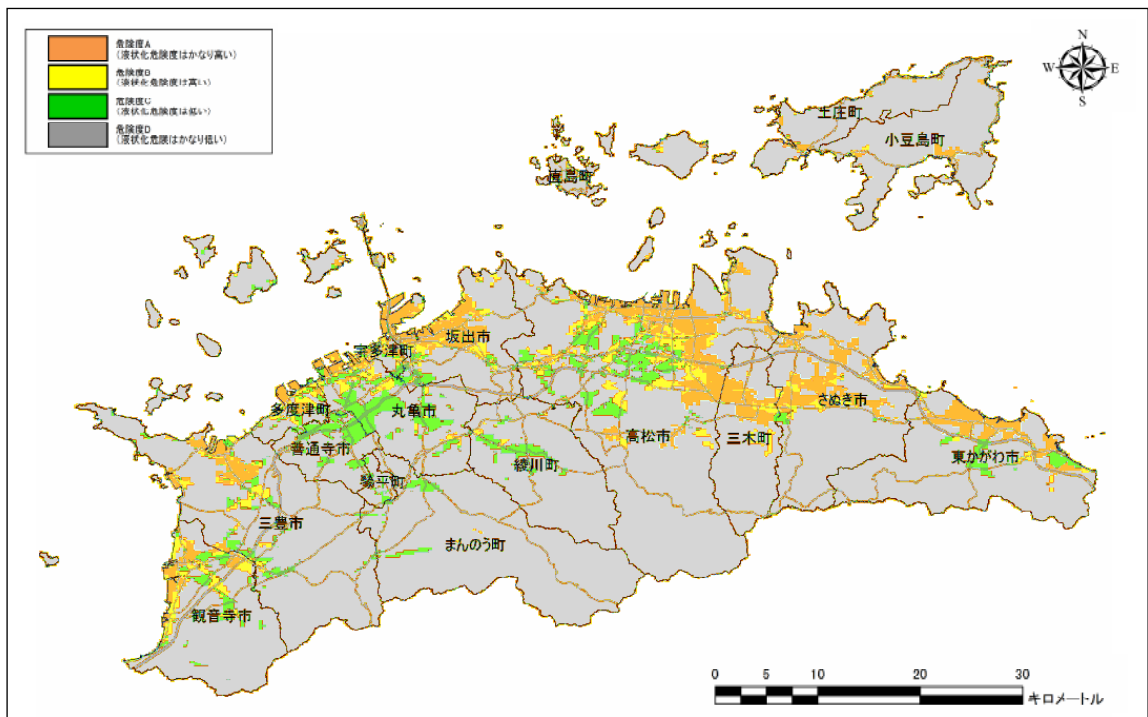 危険度A
(液状化危険度はかなり高い)
危険度B
(液状化危険度は高い)
危険度C
(液状化危険度は低い)
危険度D
(液状化危険はかなり低い)
N
W E
S
土庄町
小豆島町
直島町
坂出市
宇多津町
多度津町
丸亀市
さぬき市
善通寺市
高松市
三木町
綾川町
東かがわ市
琴平町
三豊市
まんのう町
観音寺市
0 5 10 20 30
キロメートル